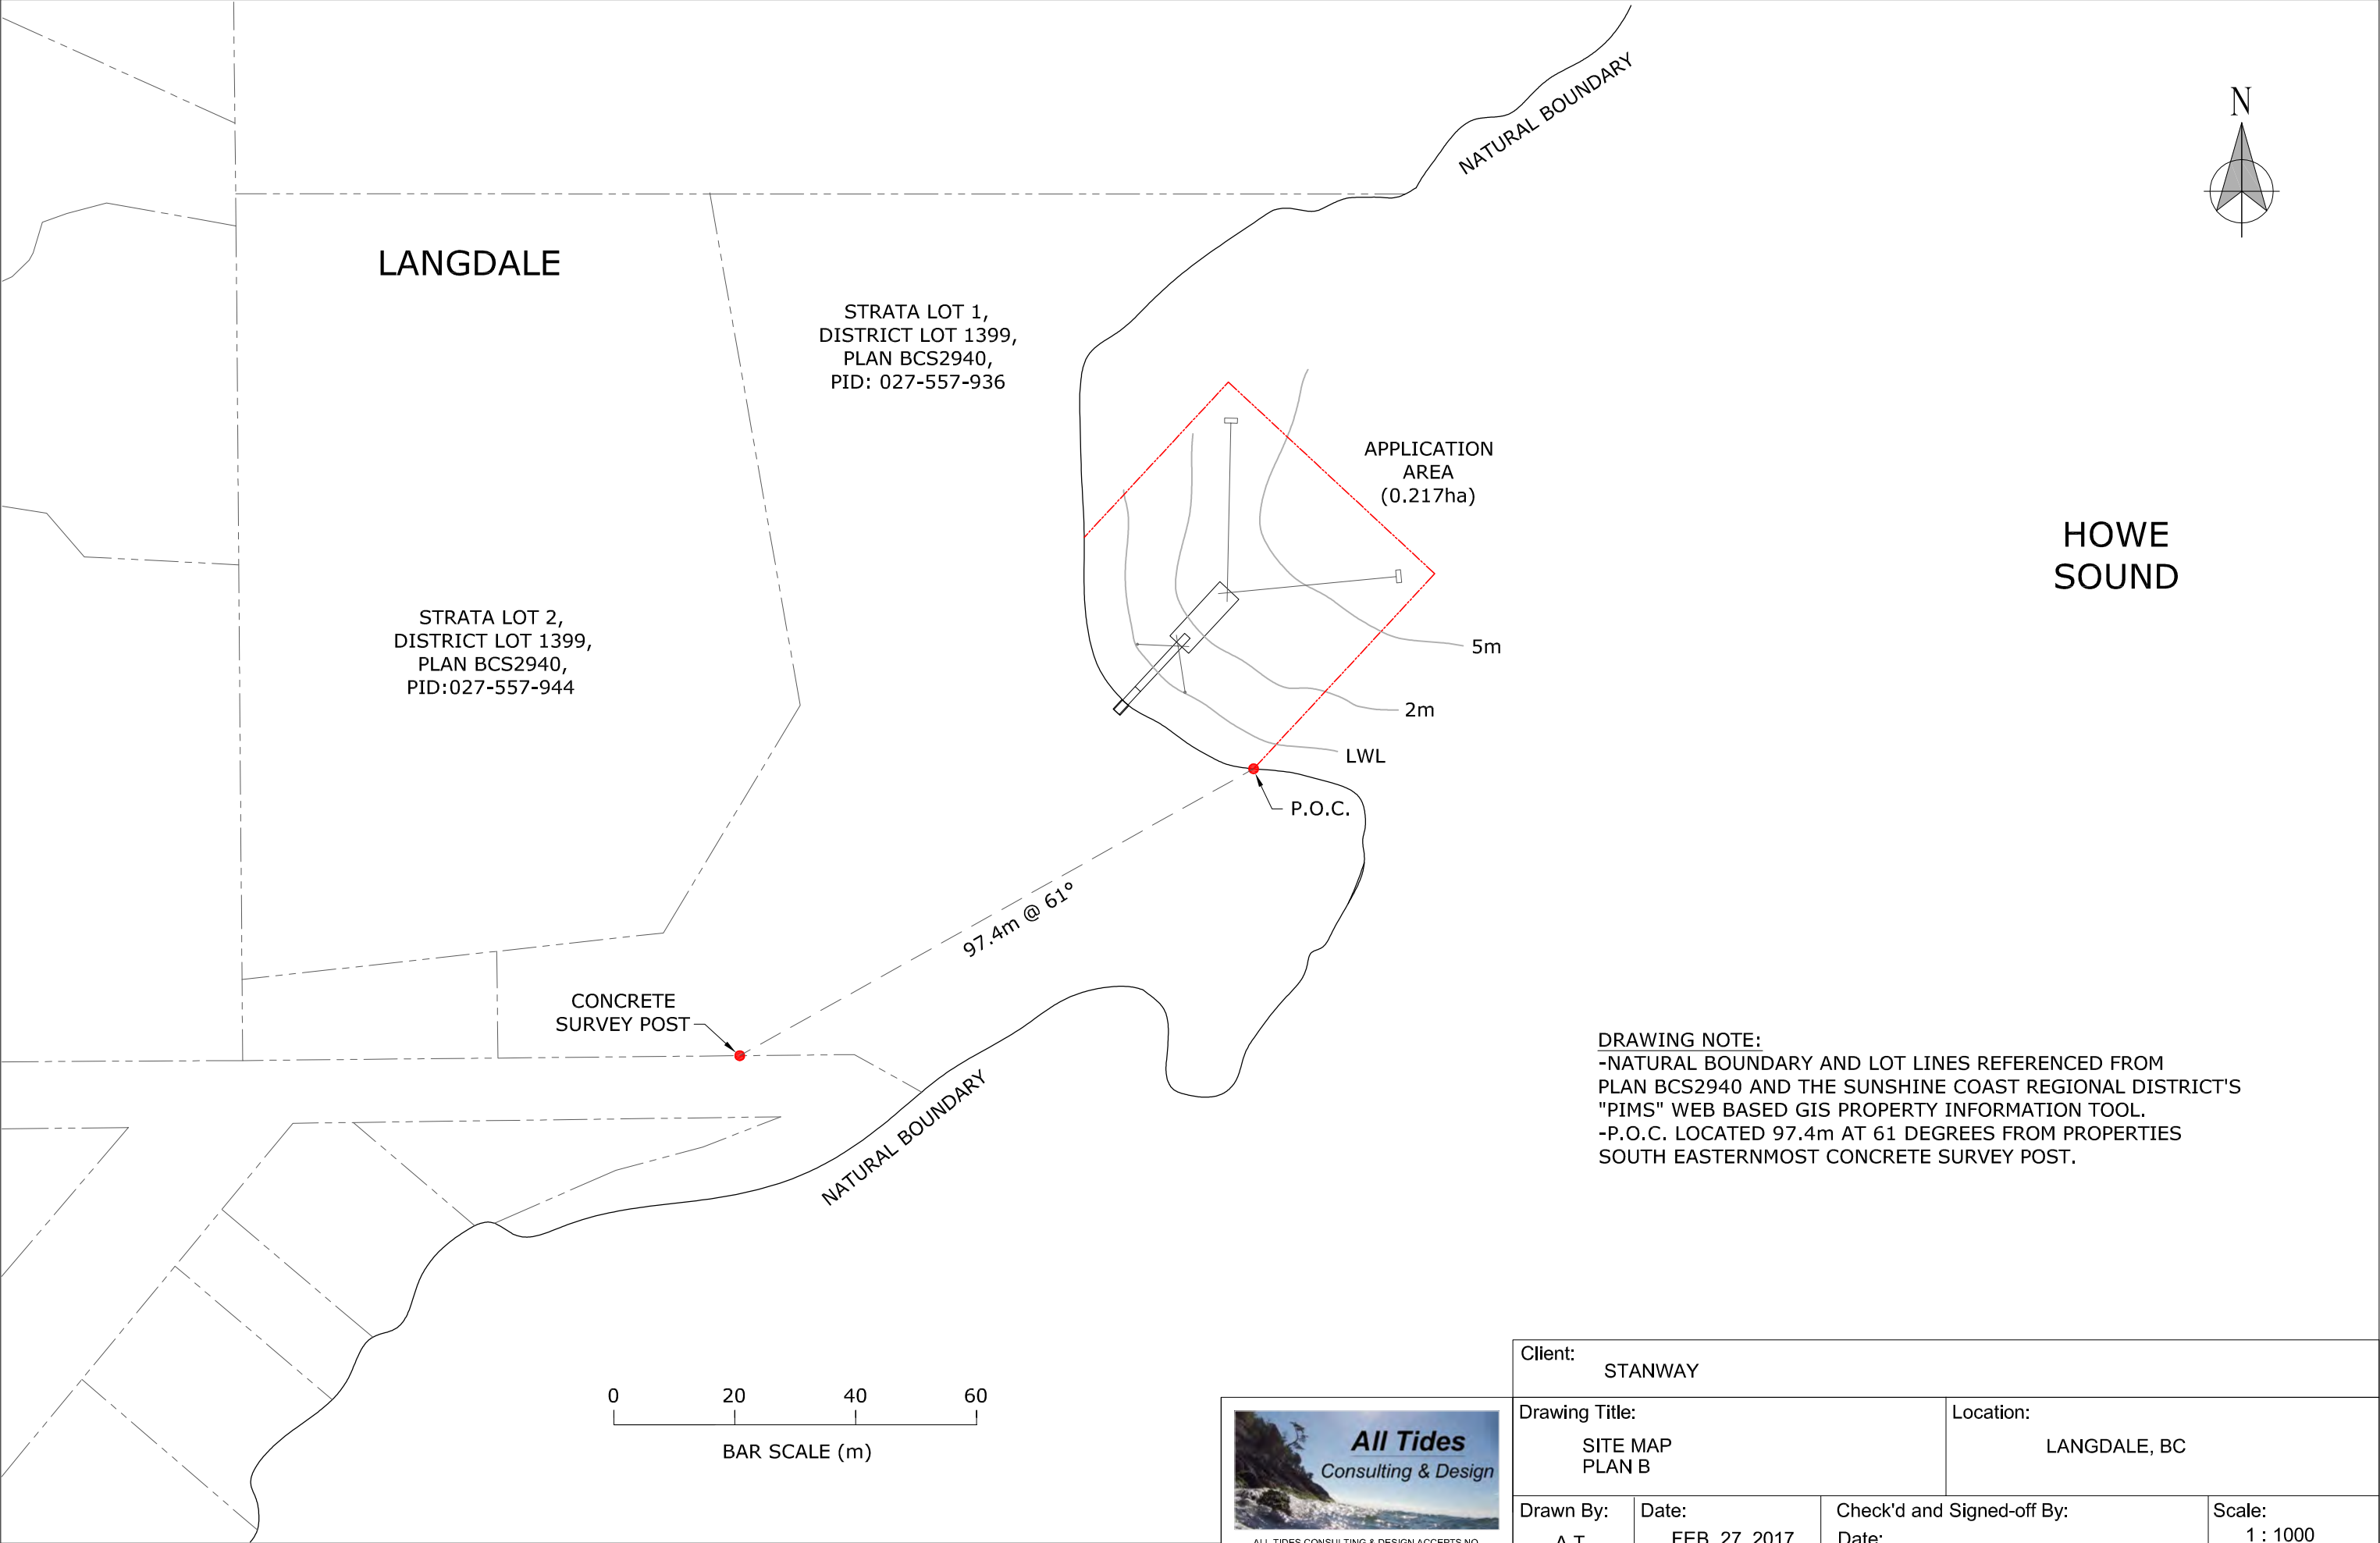 NATURAL BOUNDARY
N
LANGDALE
STRATA LOT 1,
DISTRICT LOT 1399,
PLAN BCS2940,
PID: 027-557-936
APPLICATION
AREA
(0.217ha)
HOWE
SOUND
STRATA LOT 2,
DISTRICT LOT 1399,
PLAN BCS2940,
PID:027-557-944
5m
2m
LWL
P.O.C.
97.4m @ 61°
CONCRETE
SURVEY POST
NATURAL BOUNDARY
DRAWING NOTE:
-NATURAL BOUNDARY AND LOT LINES REFERENCED FROM
PLAN BCS2940 AND THE SUNSHINE COAST REGIONAL DISTRICT'S
"PIMS" WEB BASED GIS PROPERTY INFORMATION TOOL.
-P.O.C. LOCATED 97.4m AT 61 DEGREES FROM PROPERTIES
SOUTH EASTERNMOST CONCRETE SURVEY POST.
0 20 40 60
BAR SCALE (m)
All Tides
Consulting & Design
ALL TIDES CONSULTING & DESIGN ACCEPTS NO
Client:
STANWAY
Drawing Title:
SITE MAP
PLAN B
Location:
LANGDALE, BC
Drawn By:
A.T.
Date:
FEB. 27, 2017
Check'd and Signed-off By:
Date:
Scale:
1 : 1000